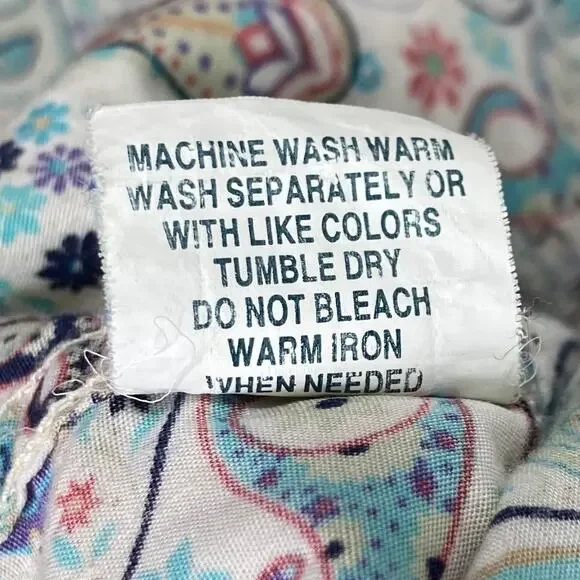 MACHINE WASH WARM
WASH SEPARATELY OR
WITH LIKE COLORS
TUMBLE DRY
DO NOT BLEACH
WARM IRON
WHEN NEEDED